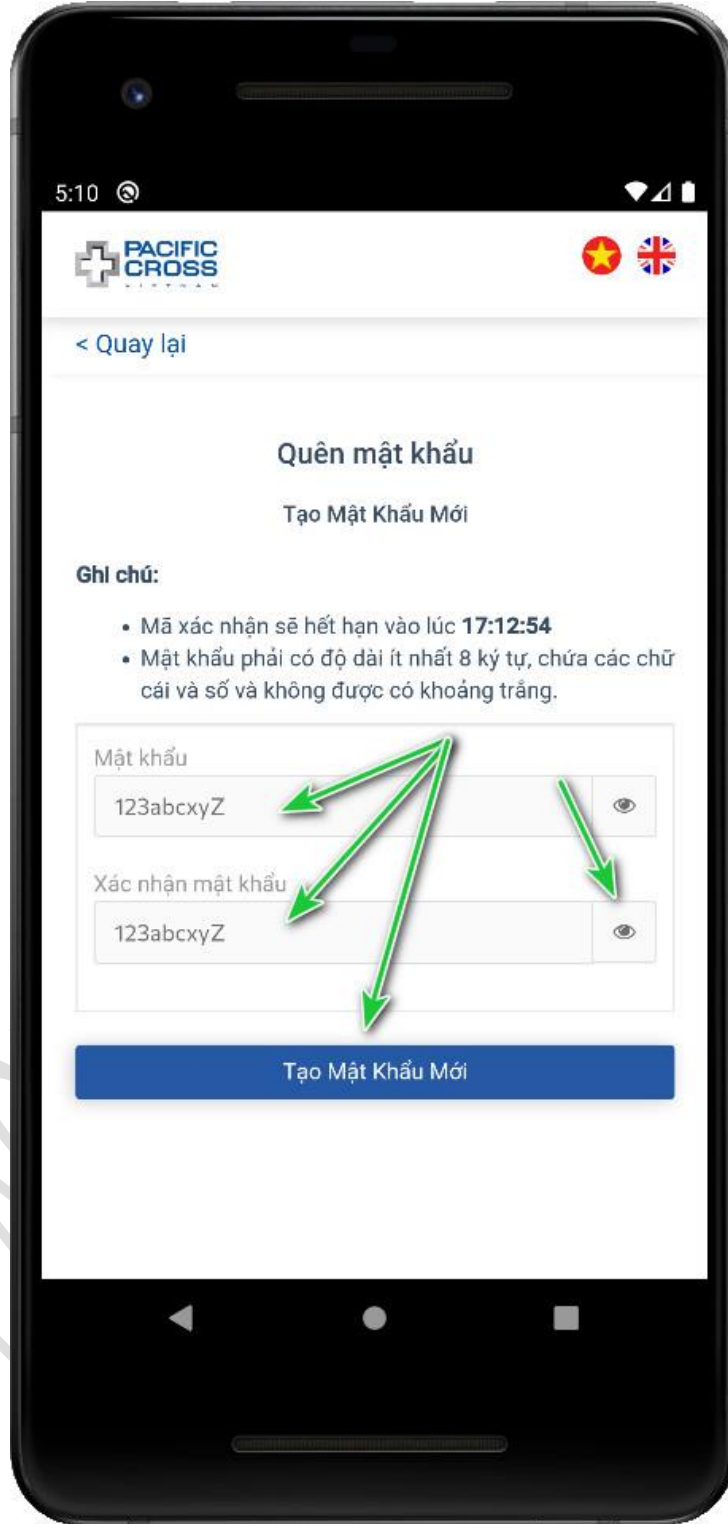 5:10
PACIFIC
CROSS
VIETNAM
< Quay lại
Quên mật khẩu
Tạo Mật Khẩu Mới
Ghi chú:
• Mã xác nhận sẽ hết hạn vào lúc 17:12:54
• Mật khẩu phải có độ dài ít nhất 8 ký tự, chứa các chữ
cái và số và không được có khoảng trắng.
Mật khẩu
123abcxyZ
Xác nhận mật khẩu
123abcxyZ
Tạo Mật Khẩu Mới